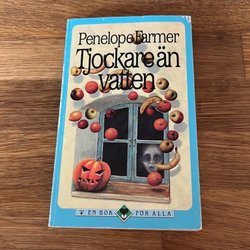 Penelope Farmer
Tjockare än
vatten
EN BOK FÖR ALLA